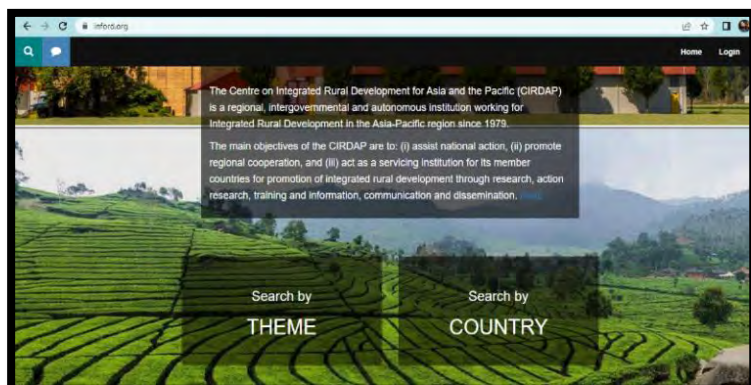 inford.org
Home Login
The Centre on Integrated Rural Development for Asia and the Pacific (CIRDAP)
is a regional, intergovernmental and autonomous institution working for
Integrated Rural Development in the Asia-Pacific region since 1979.
The main objectives of the CIRDAP are to: (i) assist national action, (ii) promote
regional cooperation, and (iii) act as a servicing institution for its member
countries for promotion of integrated rural development through research, action
research, training and information, communication and dissemination.
Search by
THEME
Search by
COUNTRY